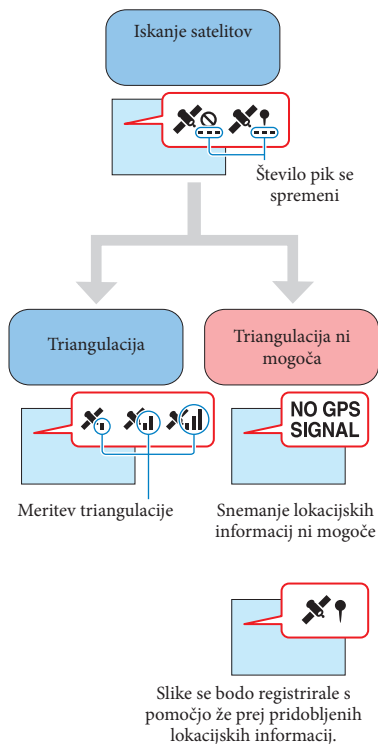 Iskanje satelitov
Število pik se
spremeni
Triangulacija
Triangulacija ni
mogoča
NO GPS
SIGNAL
Meritev triangulacije
Snemanje lokacijskih
informacij ni mogoče
Slike se bodo registrirale s
pomočjo že prej pridobljenih
lokacijskih informacij.